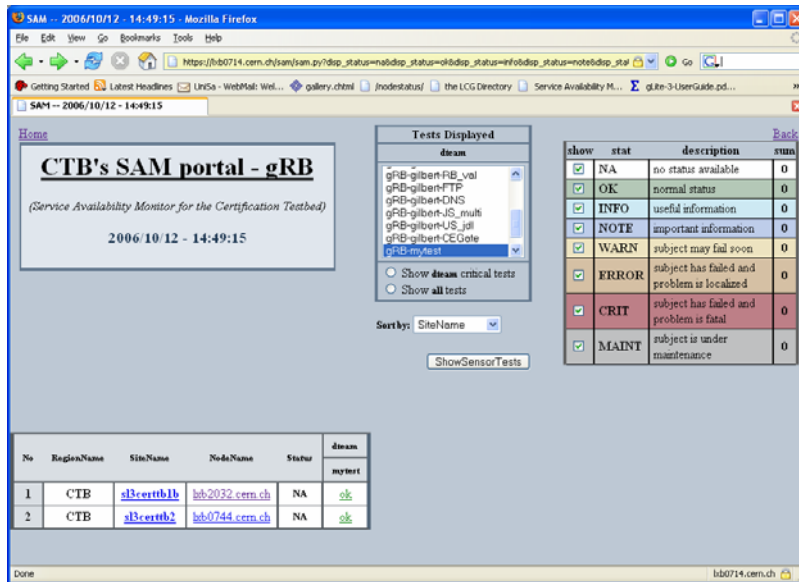 SAM -- 2006/10/12 - 14:49:15 - Mozilla Firefox
File Edit View Go Bookmarks Tools Help
https://lxb0714.cern.ch/sam/sam.py?disp_status=na&disp_status=ok&disp_status=info&disp_status=note&disp_sta
Go
Getting Started Latest Headlines UniSa - WebMail: Wel... gallery.chtml /nodestatus/ the LCG Directory Service Availability M... gLite-3-UserGuide.pd...
SAM -- 2006/10/12 - 14:49:15
Home
CTB's SAM portal - gRB
(Service Availability Monitor for the Certification Testbed)
2006/10/12 - 14:49:15
Tests Displayed
dteam
gRB-gilbert-RB_val
gRB-gilbert-FTP
gRB-gilbert-DNS
gRB-gilbert-JS_multi
gRB-gilbert-US_jdl
gRB-gilbert-CEGate
gRB-mytest
Show dteam critical tests
Show all tests
Sort by: SiteName
ShowSensorTests
Back
show stat description sum
NA no status available 0
OK normal status 0
INFO useful information 0
NOTE important information 0
WARN subject may fail soon 0
ERROR subject has failed and problem is localized 0
CRIT subject has failed and problem is fatal 0
MAINT subject is under maintenance 0
No RegionName SiteName NodeName Status dteam
mytest
1 CTB sl3certtb1b lxb2032.cern.ch NA ok
2 CTB sl3certtb2 lxb0744.cern.ch NA ok
Done
lxb0714.cern.ch